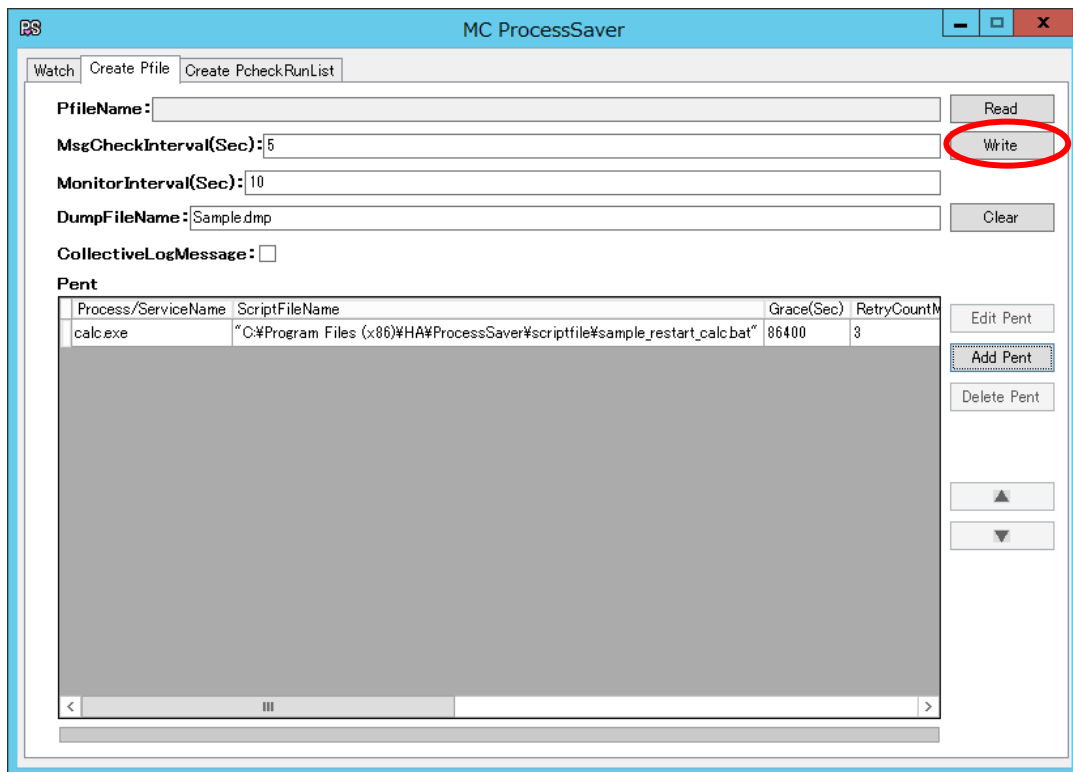 PS MC ProcessSaver
Watch Create Pfile Create PcheckRunList
PfileName: Read
MsgCheckInterval(Sec): 5 Write
MonitorInterval(Sec): 10
DumpFileName: Sample.dmp Clear
CollectiveLogMessage:
Pent
Process/ServiceName ScriptFileName Grace(Sec) RetryCountM
calc.exe "C:¥Program Files (x86)¥HA¥ProcessSaver¥scriptfile¥sample_restart_calc.bat" 86400 3
Edit Pent
Add Pent
Delete Pent
▲
▼